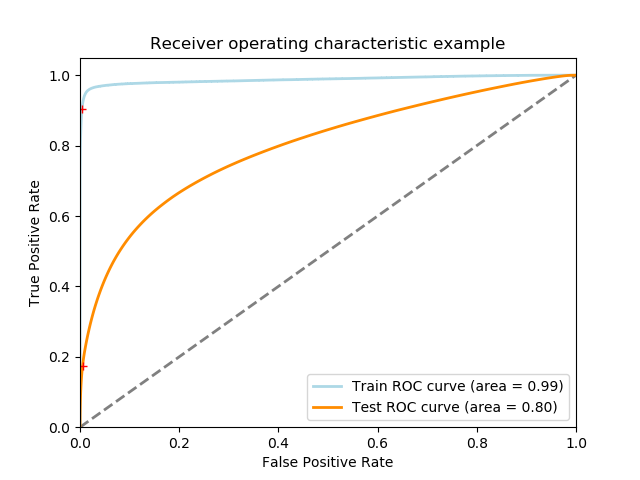 Receiver operating characteristic example
1.0
0.8
0.6
0.4
0.2
0.0
True Positive Rate
Train ROC curve (area = 0.99)
Test ROC curve (area = 0.80)
0.0 0.2 0.4 0.6 0.8 1.0
False Positive Rate